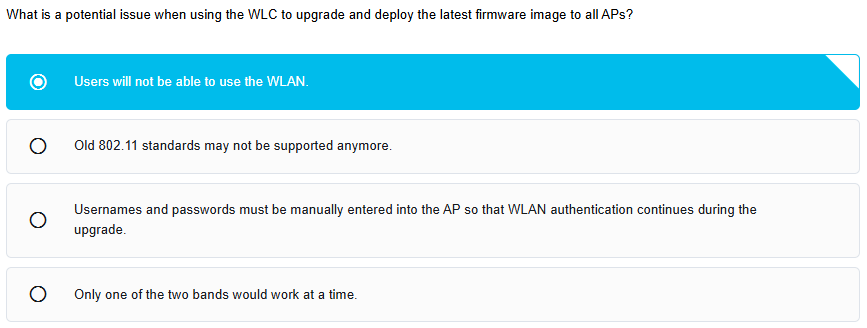 What is a potential issue when using the WLC to upgrade and deploy the latest firmware image to all APs?
Users will not be able to use the WLAN.
Old 802.11 standards may not be supported anymore.
Usernames and passwords must be manually entered into the AP so that WLAN authentication continues during the
upgrade.
Only one of the two bands would work at a time.